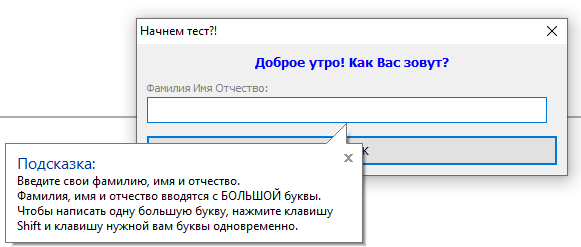 Начнем тест?!
Доброе утро! Как Вас зовут?
Фамилия Имя Отчество:
Подсказка:
Введите свои фамилию, имя и отчество.
Фамилия, имя и отчество вводятся с БОЛЬШОЙ буквы.
Чтобы написать одну большую букву, нажмите клавишу
Shift и клавишу нужной вам буквы одновременно.